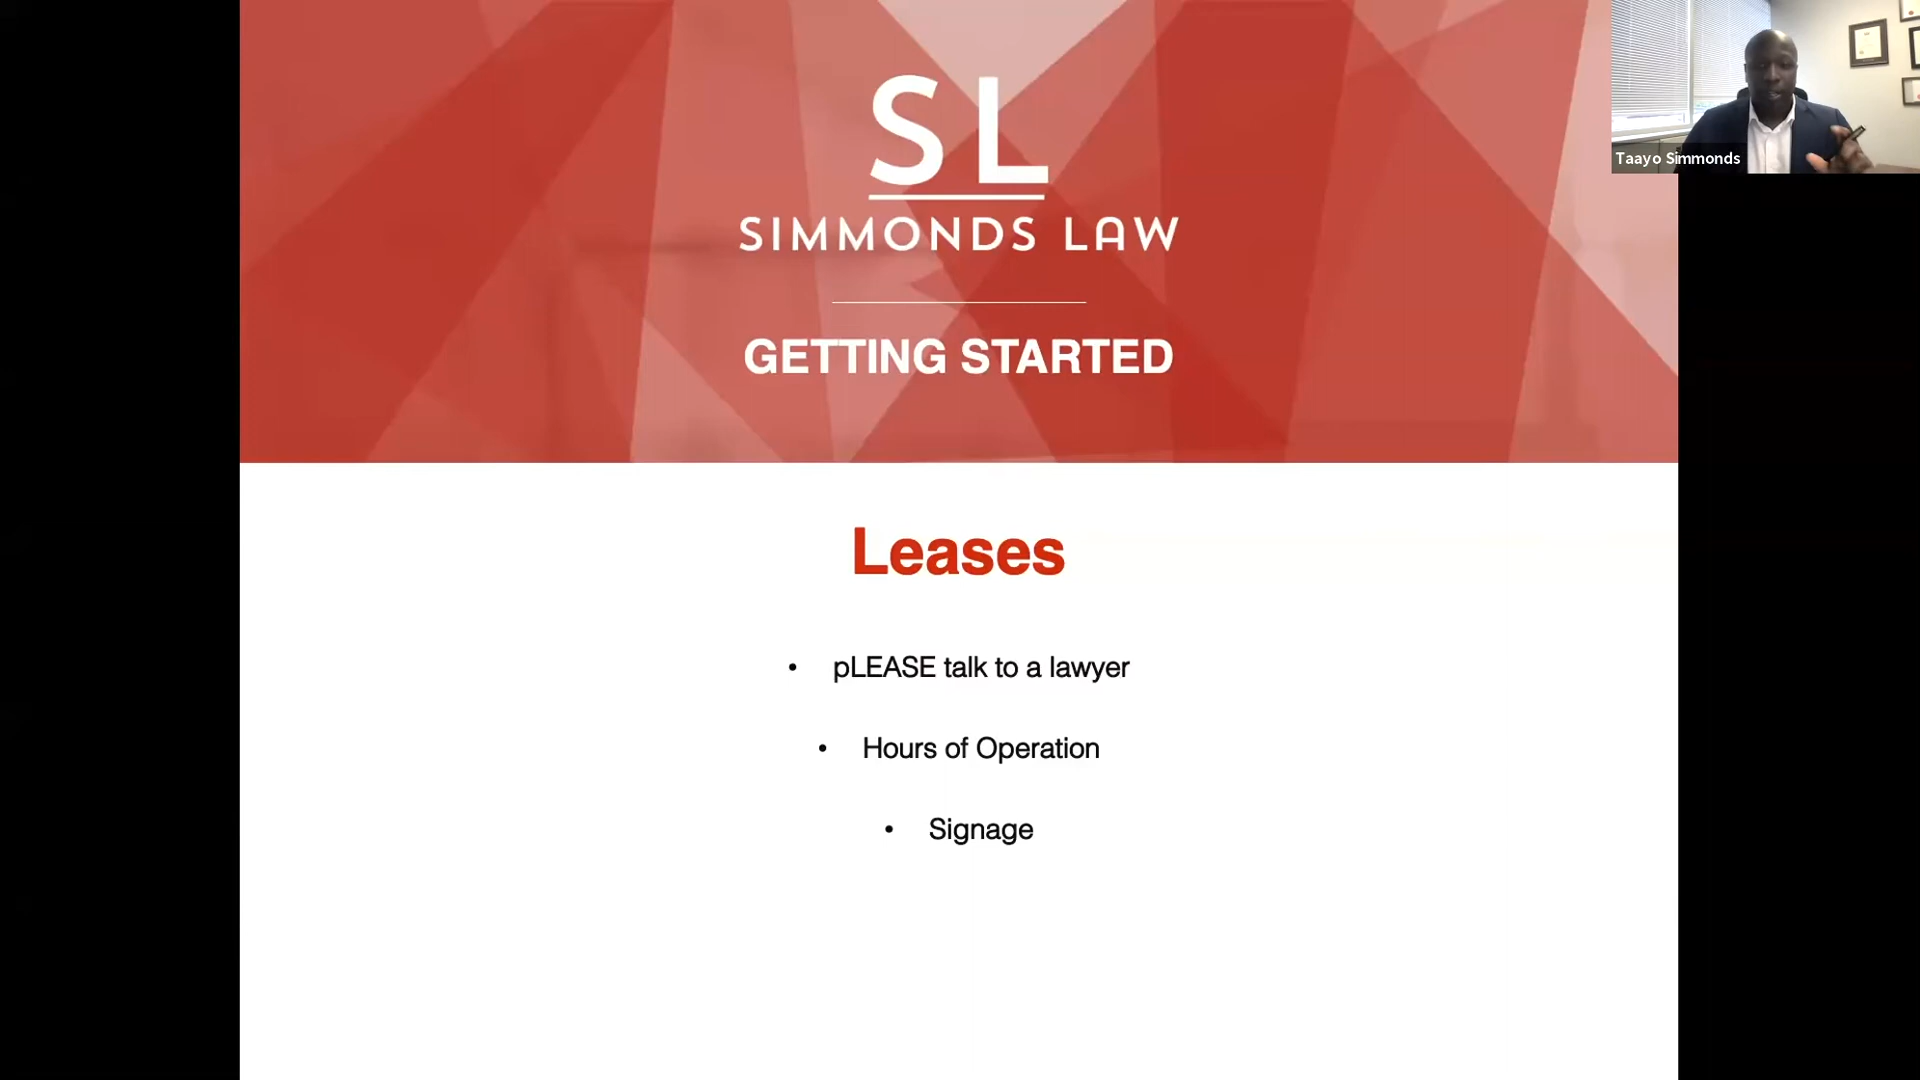 SL
SIMMONDS LAW
GETTING STARTED
Taayo Simmonds
Leases
• pLEASE talk to a lawyer
• Hours of Operation
• Signage